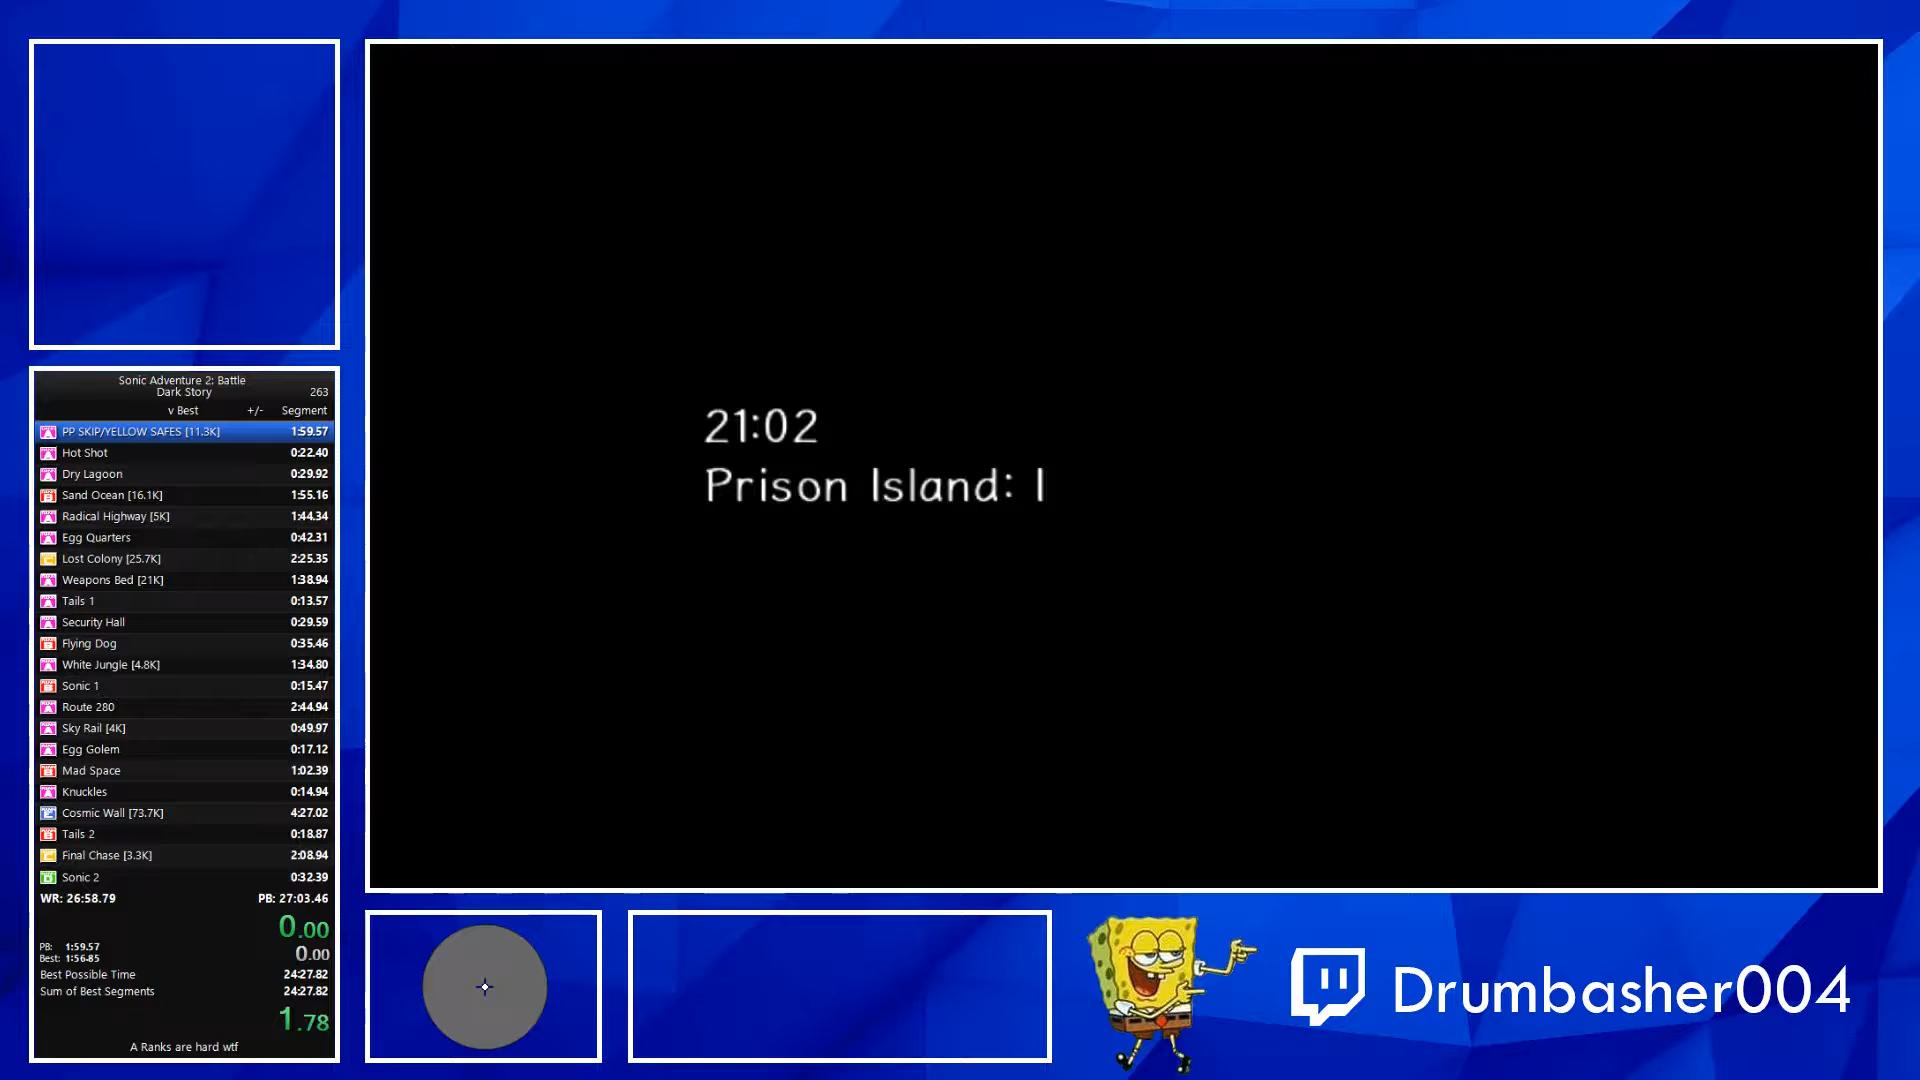 Sonic Adventure 2: Battle
Dark Story 263
v Best +/- Segment
PP SKIP/YELLOW SAFES [11.3K] 1:59.57
Hot Shot 0:22.40
Dry Lagoon 0:29.92
Sand Ocean [16.1K] 1:55.16
Radical Highway [5K] 1:44.34
Egg Quarters 0:42.31
Lost Colony [25.7K] 2:25.35
Weapons Bed [21K] 1:38.94
Tails 1 0:13.57
Security Hall 0:29.59
Flying Dog 0:35.46
White Jungle [4.8K] 1:34.80
Sonic 1 0:15.47
Route 280 2:44.94
Sky Rail [4K] 0:49.97
Egg Golem 0:17.12
Mad Space 1:02.39
Knuckles 0:14.94
Cosmic Wall [73.7K] 4:27.02
Tails 2 0:18.87
Final Chase [3.3K] 2:08.94
Sonic 2 0:32.39
WR: 26:58.79 PB: 27:03.46
0.00
PB: 1:59.57
Best: 1:56.85
0.00
Best Possible Time 24:27.82
Sum of Best Segments 24:27.82
1.78
A Ranks are hard wtf
21:02
Prison Island: I
Drumbasher004